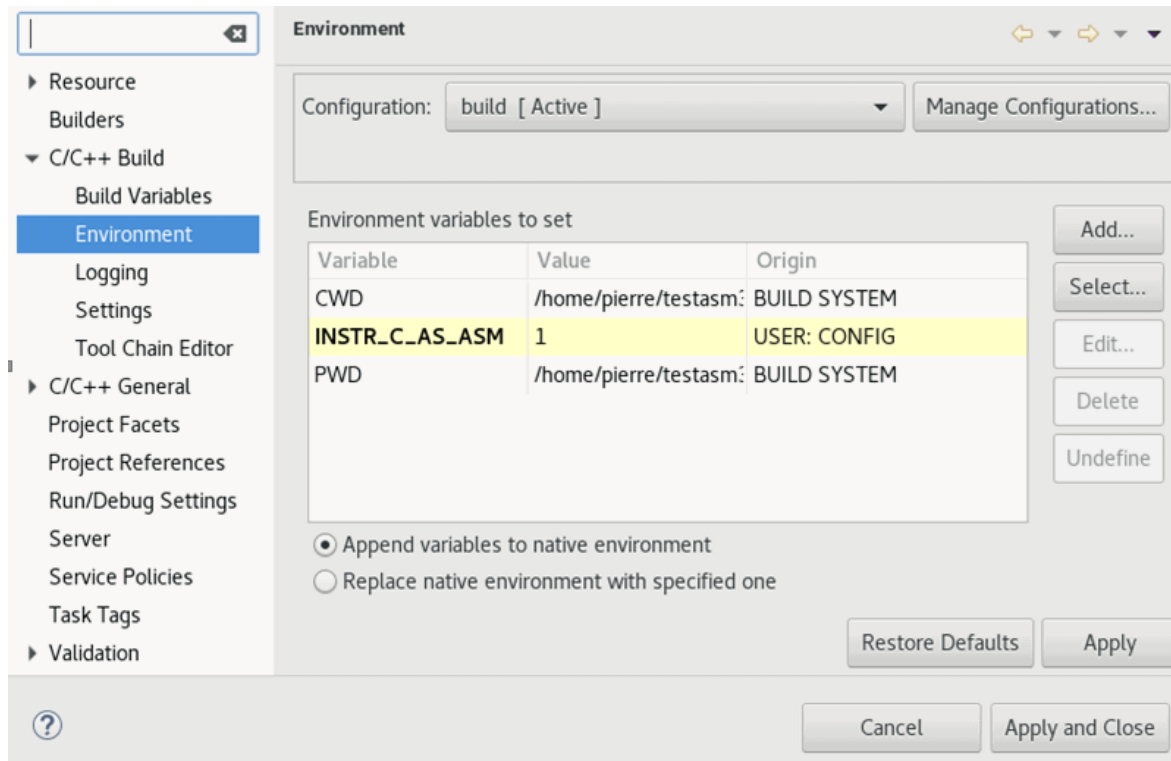 Environment
Resource
Builders
C/C++ Build
Build Variables
Environment
Logging
Settings
Tool Chain Editor
C/C++ General
Project Facets
Project References
Run/Debug Settings
Server
Service Policies
Task Tags
Validation
Configuration: build [ Active ] Manage Configurations...
Environment variables to set
Variable Value Origin
CWD /home/pierre/testasm3 BUILD SYSTEM
INSTR_C_AS_ASM 1 USER: CONFIG
PWD /home/pierre/testasm3 BUILD SYSTEM
Add...
Select...
Edit...
Delete
Undefine
Append variables to native environment
Replace native environment with specified one
Restore Defaults Apply
? Cancel Apply and Close